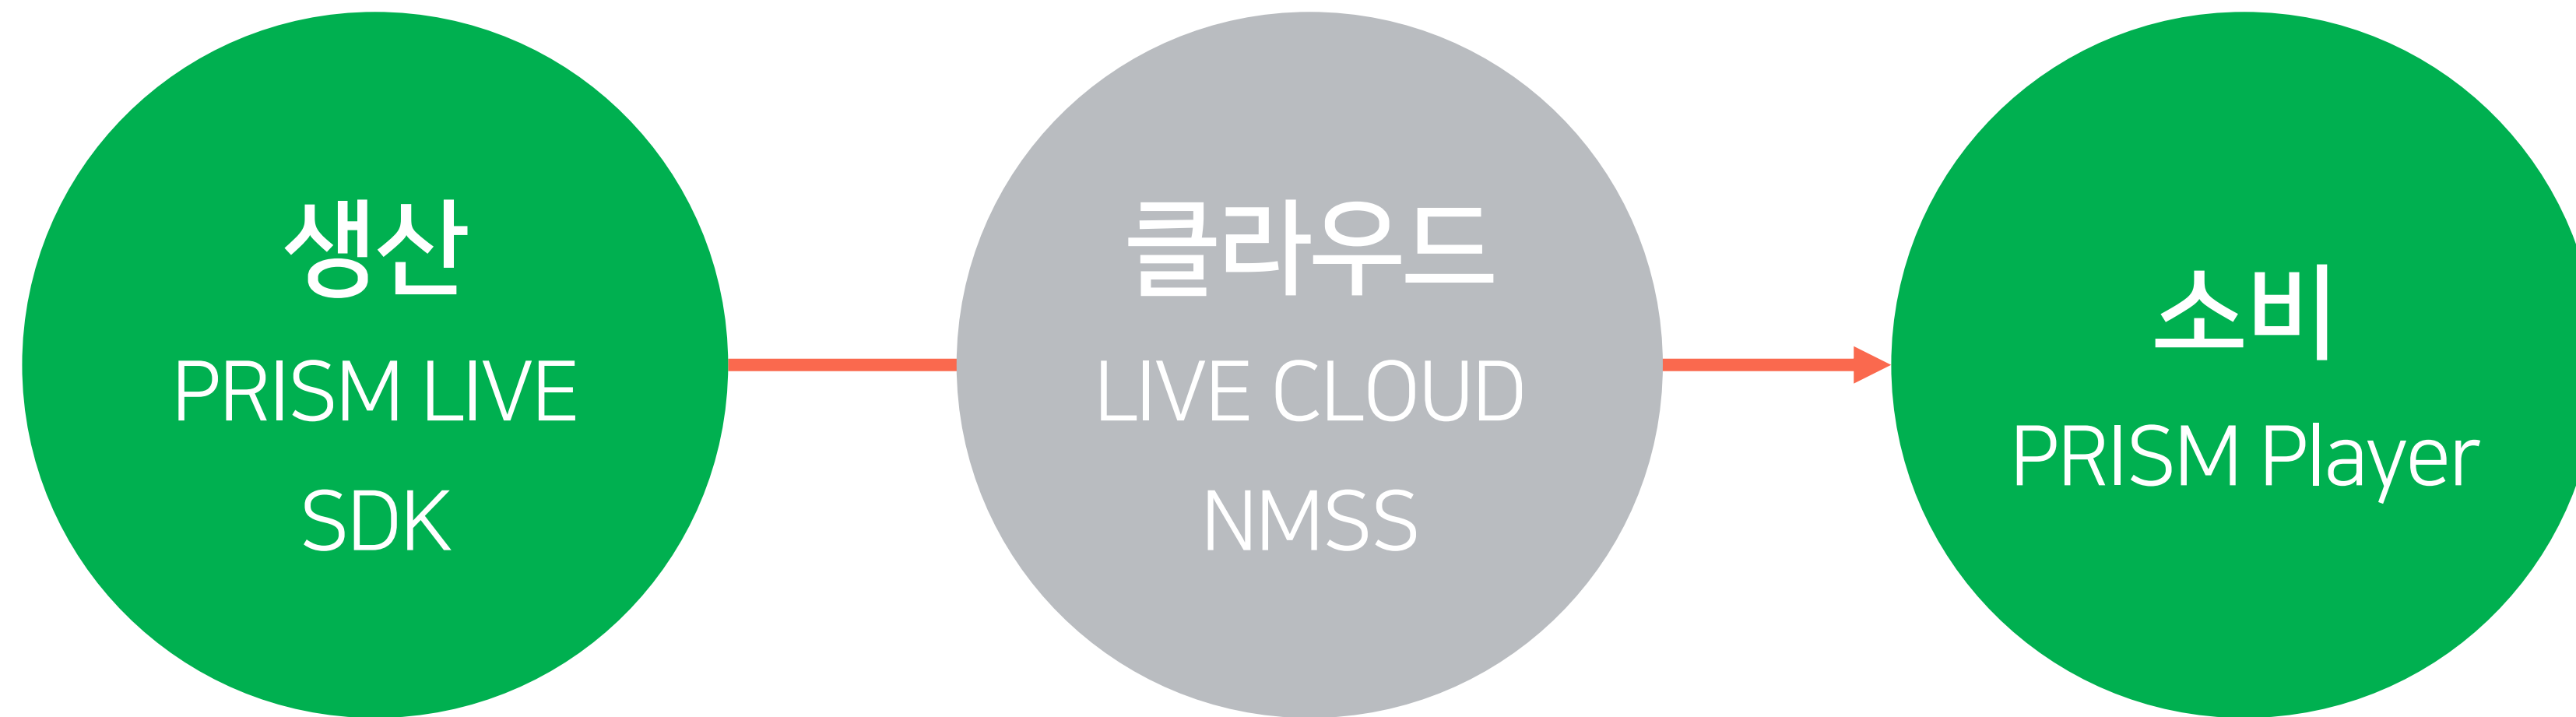 생산
PRISM LIVE
SDK
클라우드
LIVE CLOUD
NMSS
소비
PRISM Player